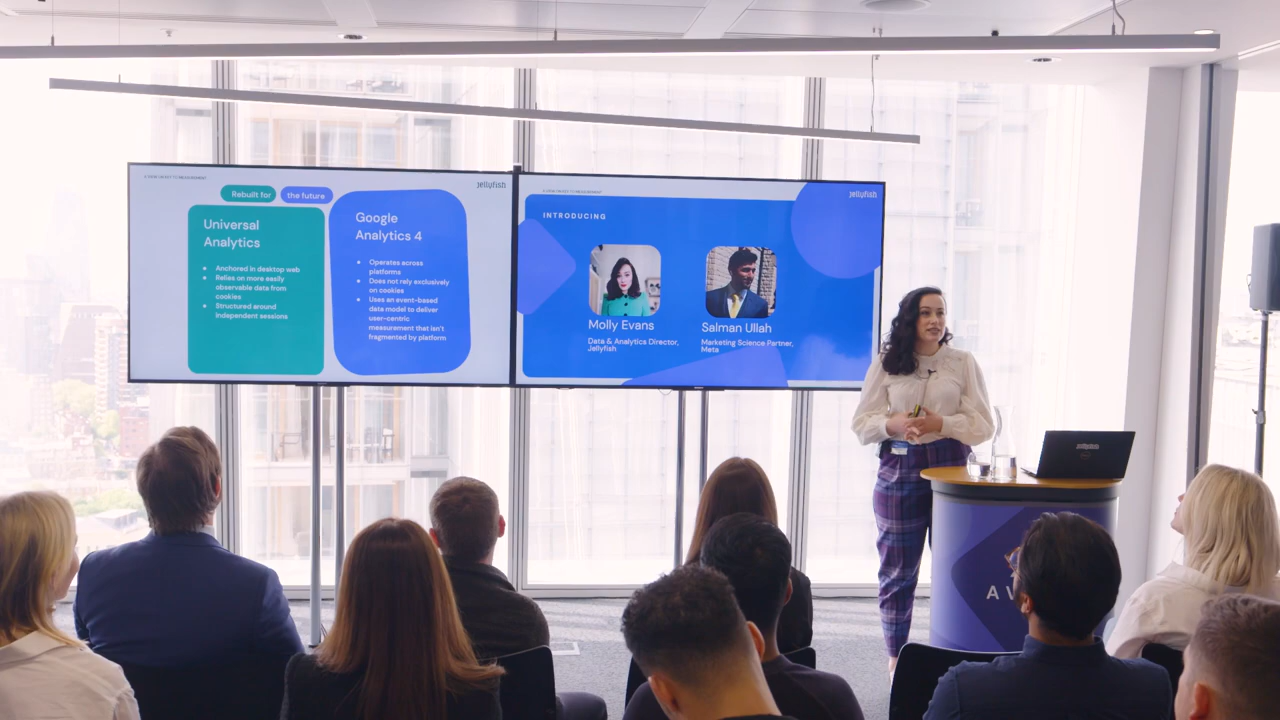 jellyfish
Rebuilt for
the future
Universal
Analytics
Anchored in desktop web
Relies on more easily
observable data from
cookies
Structured around
independent sessions
Google
Analytics 4
Operates across
platforms
Does not rely exclusively
on cookies
Uses an event-based
data model to deliver
user-centric
measurement that isn't
fragmented by platform
jellyfish
INTRODUCING
Molly Evans
Data & Analytics Director,
Jellyfish
Salman Ullah
Marketing Science Partner,
Meta